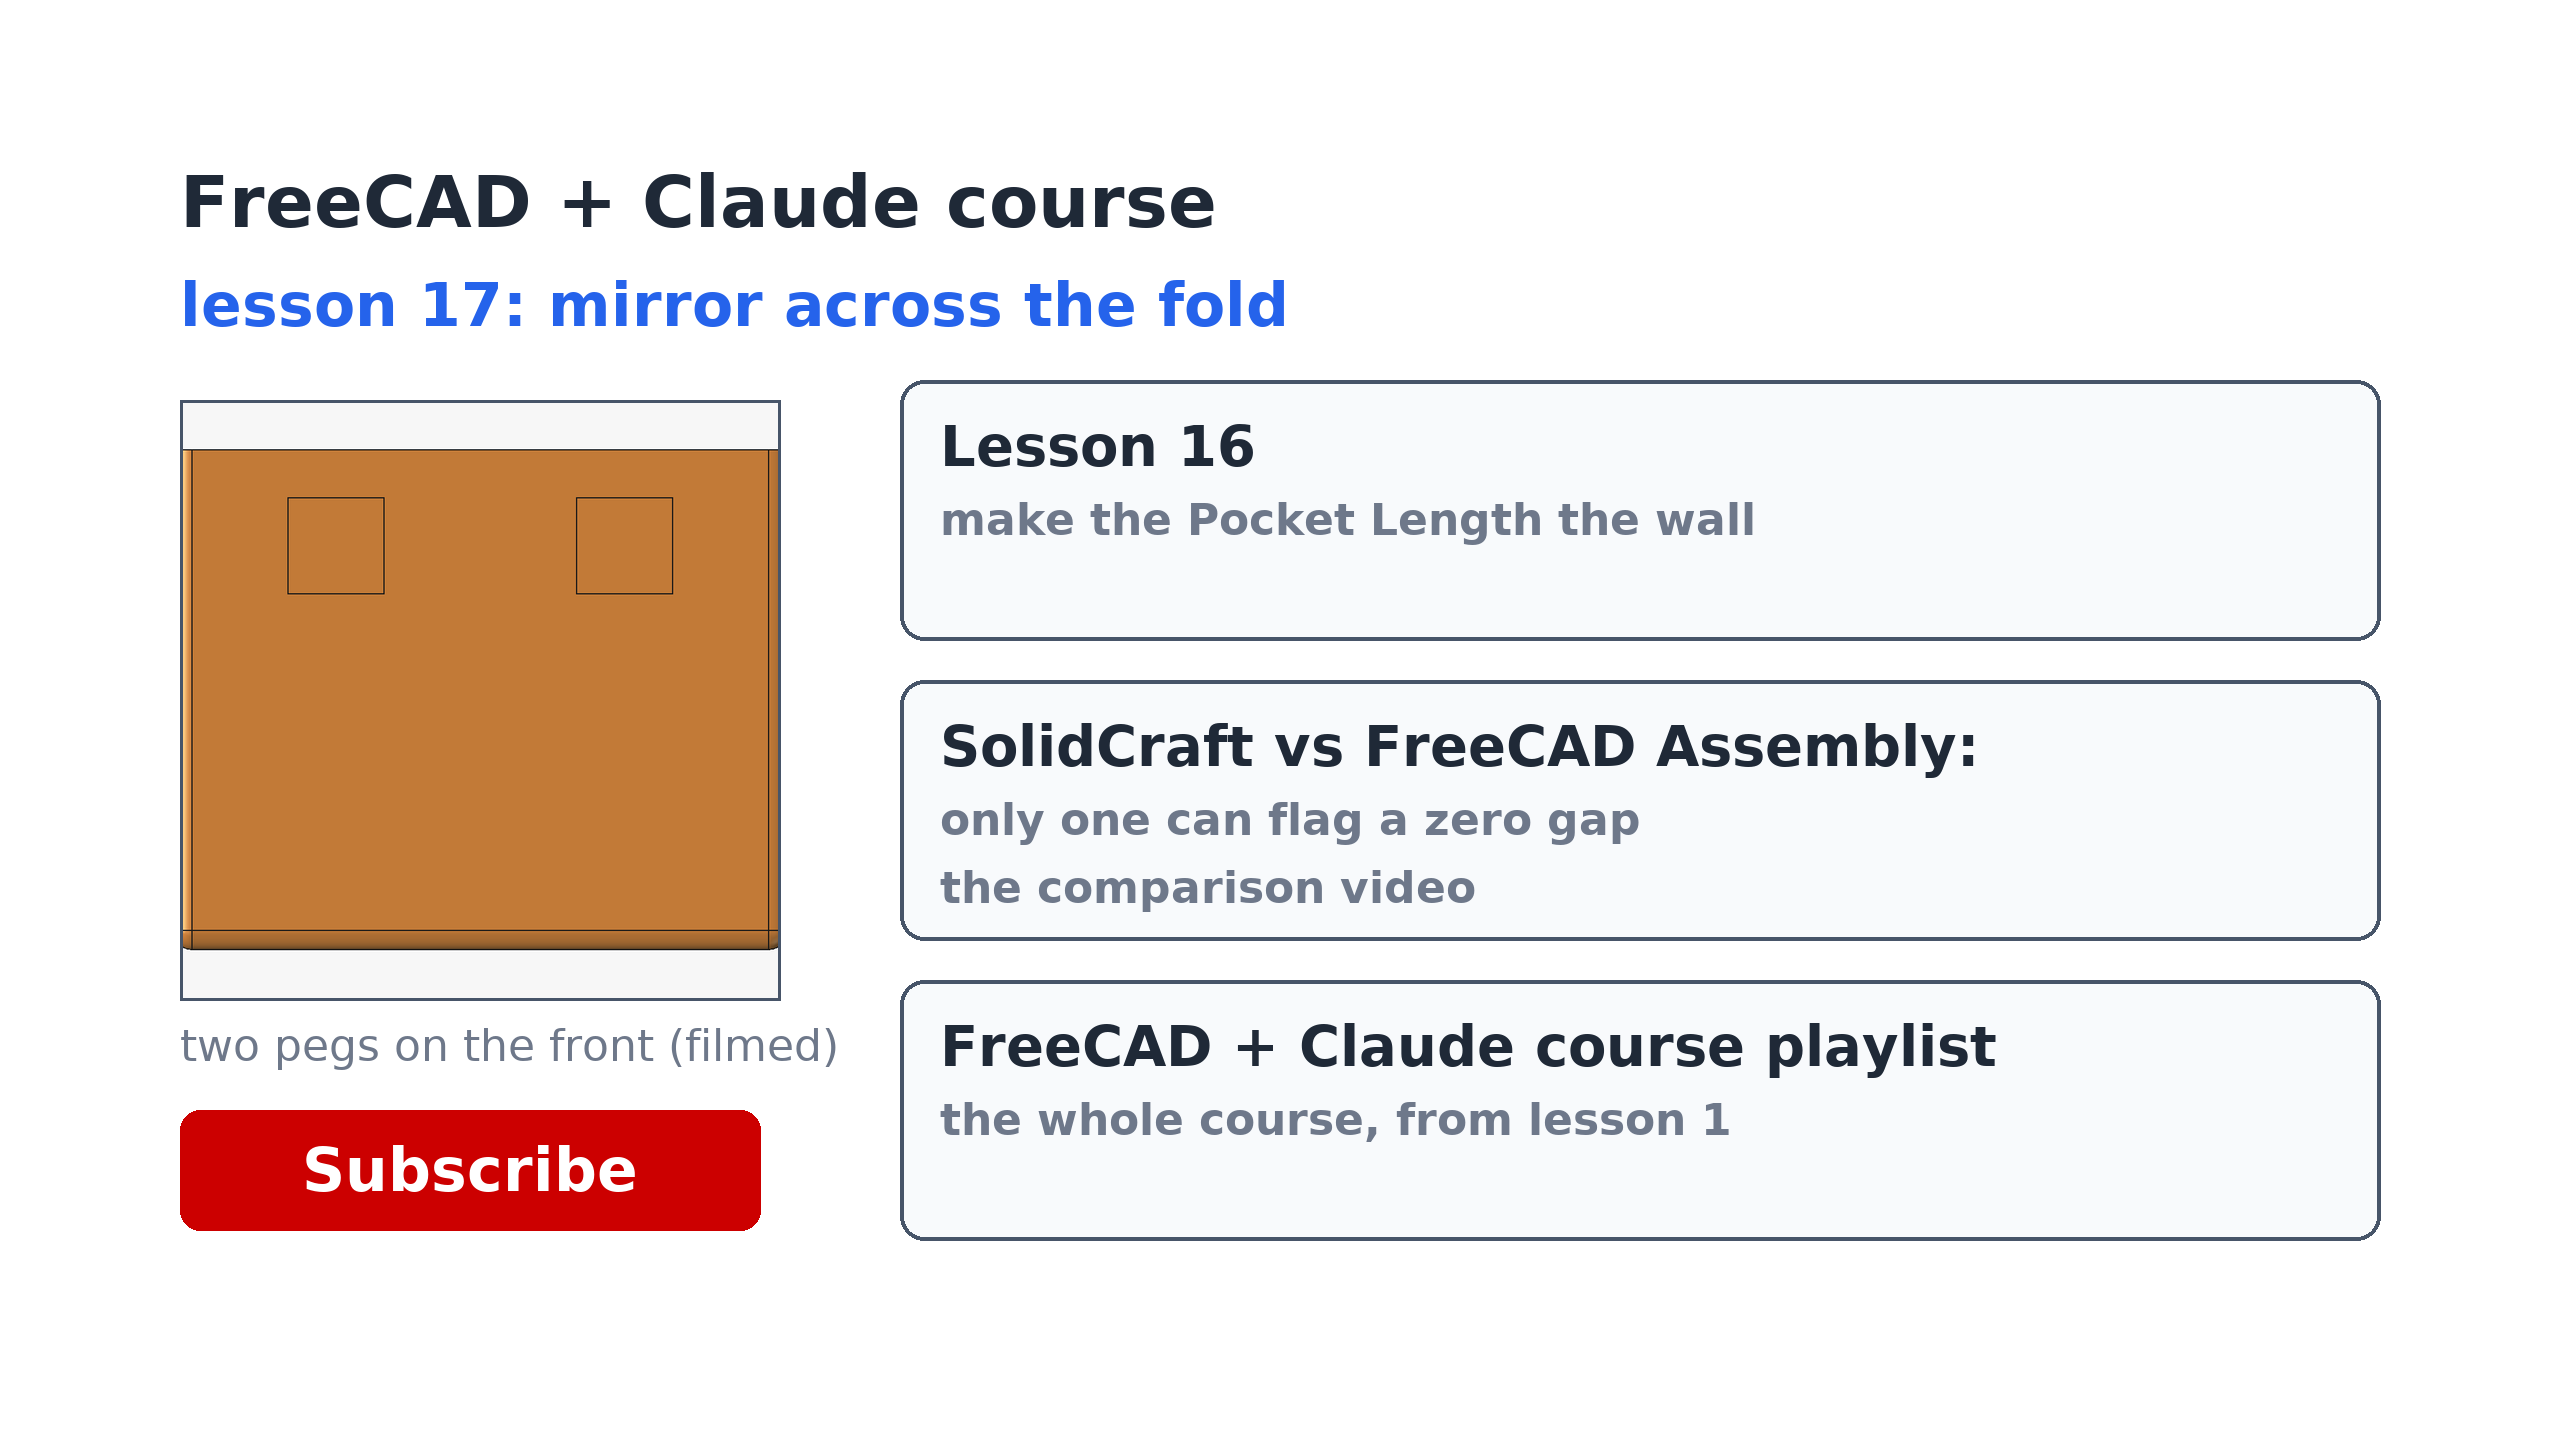 FreeCAD + Claude course
lesson 17: mirror across the fold
two pegs on the front (filmed)
Subscribe
Lesson 16
make the Pocket Length the wall
SolidCraft vs FreeCAD Assembly:
only one can flag a zero gap
the comparison video
FreeCAD + Claude course playlist
the whole course, from lesson 1